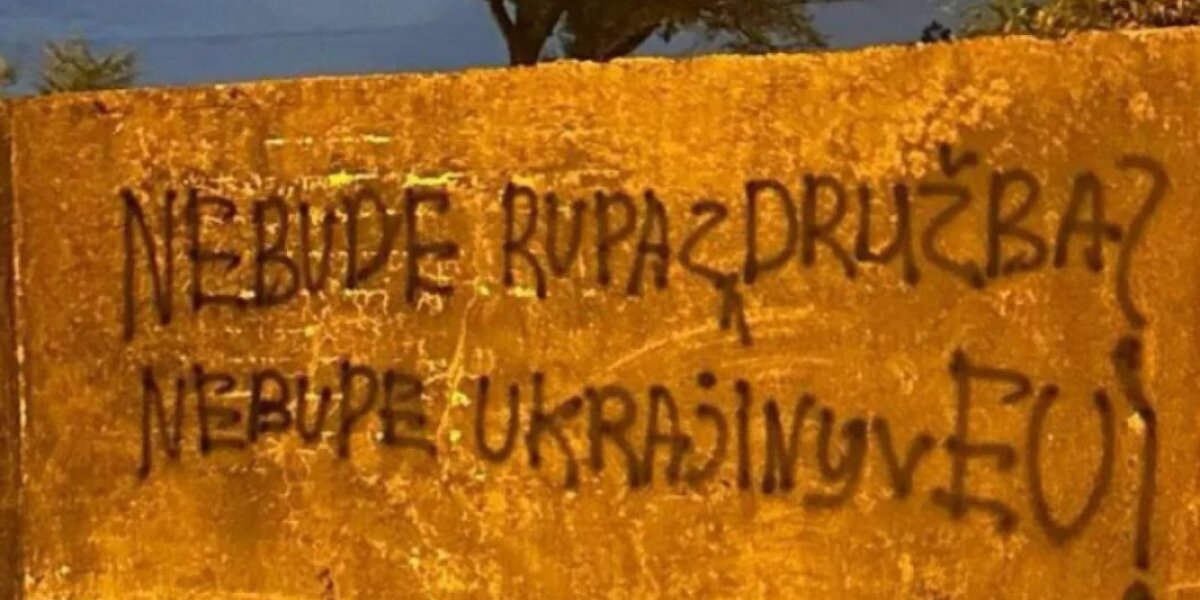 NEBUDE RUPA Z DRUŽBA?
NEBUDE UKRAJINY V EU!